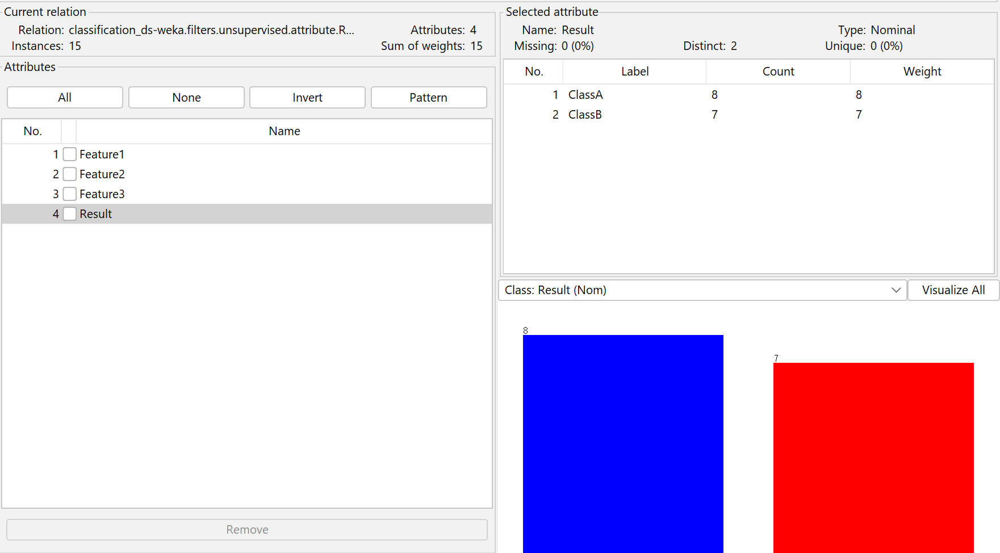 Current relation
Relation: classification_ds-weka.filters.unsupervised.attribute.R... Attributes: 4
Instances: 15 Sum of weights: 15
Attributes
All None Invert Pattern
No. Name
1 Feature1
2 Feature2
3 Feature3
4 Result
Remove
Selected attribute
Name: Result Type: Nominal
Missing: 0 (0%) Distinct: 2 Unique: 0 (0%)
No. Label Count Weight
1 ClassA 8 8
2 ClassB 7 7
Class: Result (Nom) Visualize All
8
7